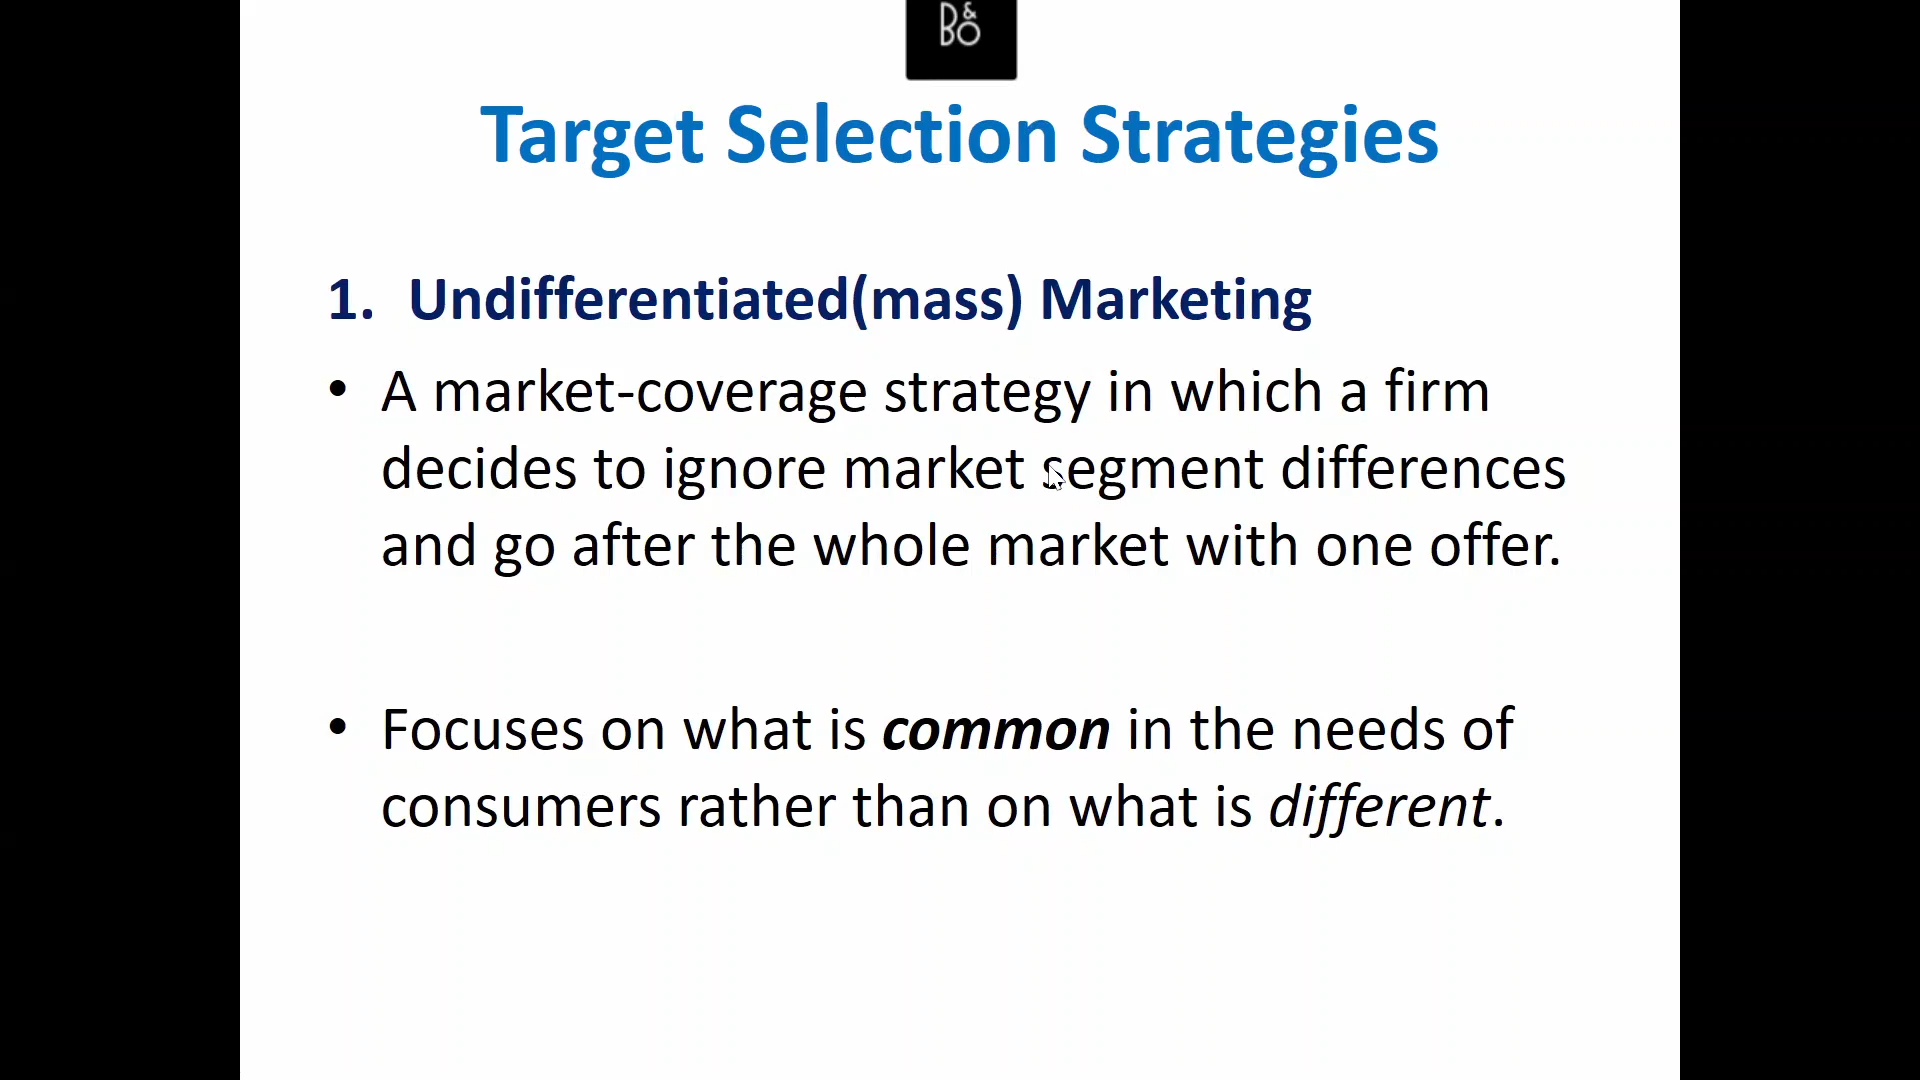 B&O
Target Selection Strategies
1. Undifferentiated(mass) Marketing
• A market-coverage strategy in which a firm
decides to ignore market segment differences
and go after the whole market with one offer.
• Focuses on what is common in the needs of
consumers rather than on what is different.